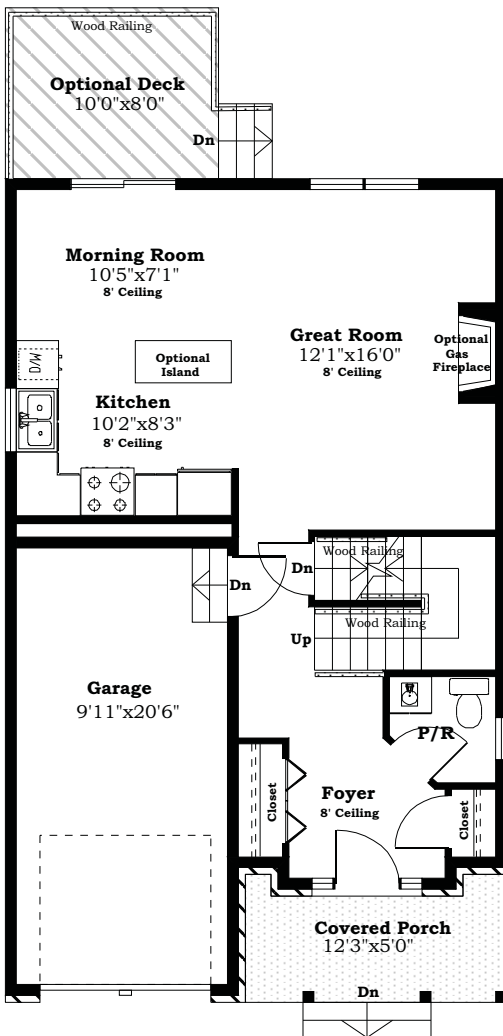 Wood Railing
Optional Deck
10'0"x8'0"
Dn
Morning Room
10'5"x7'1"
8' Ceiling
Great Room
12'1"x16'0"
8' Ceiling
Optional
Gas
Fireplace
D/W
Optional
Island
Kitchen
10'2"x8'3"
8' Ceiling
Wood Railing
Dn
Dn
Wood Railing
Up
Garage
9'11"x20'6"
P/R
Closet
Foyer
8' Ceiling
Closet
Covered Porch
12'3"x5'0"
Dn